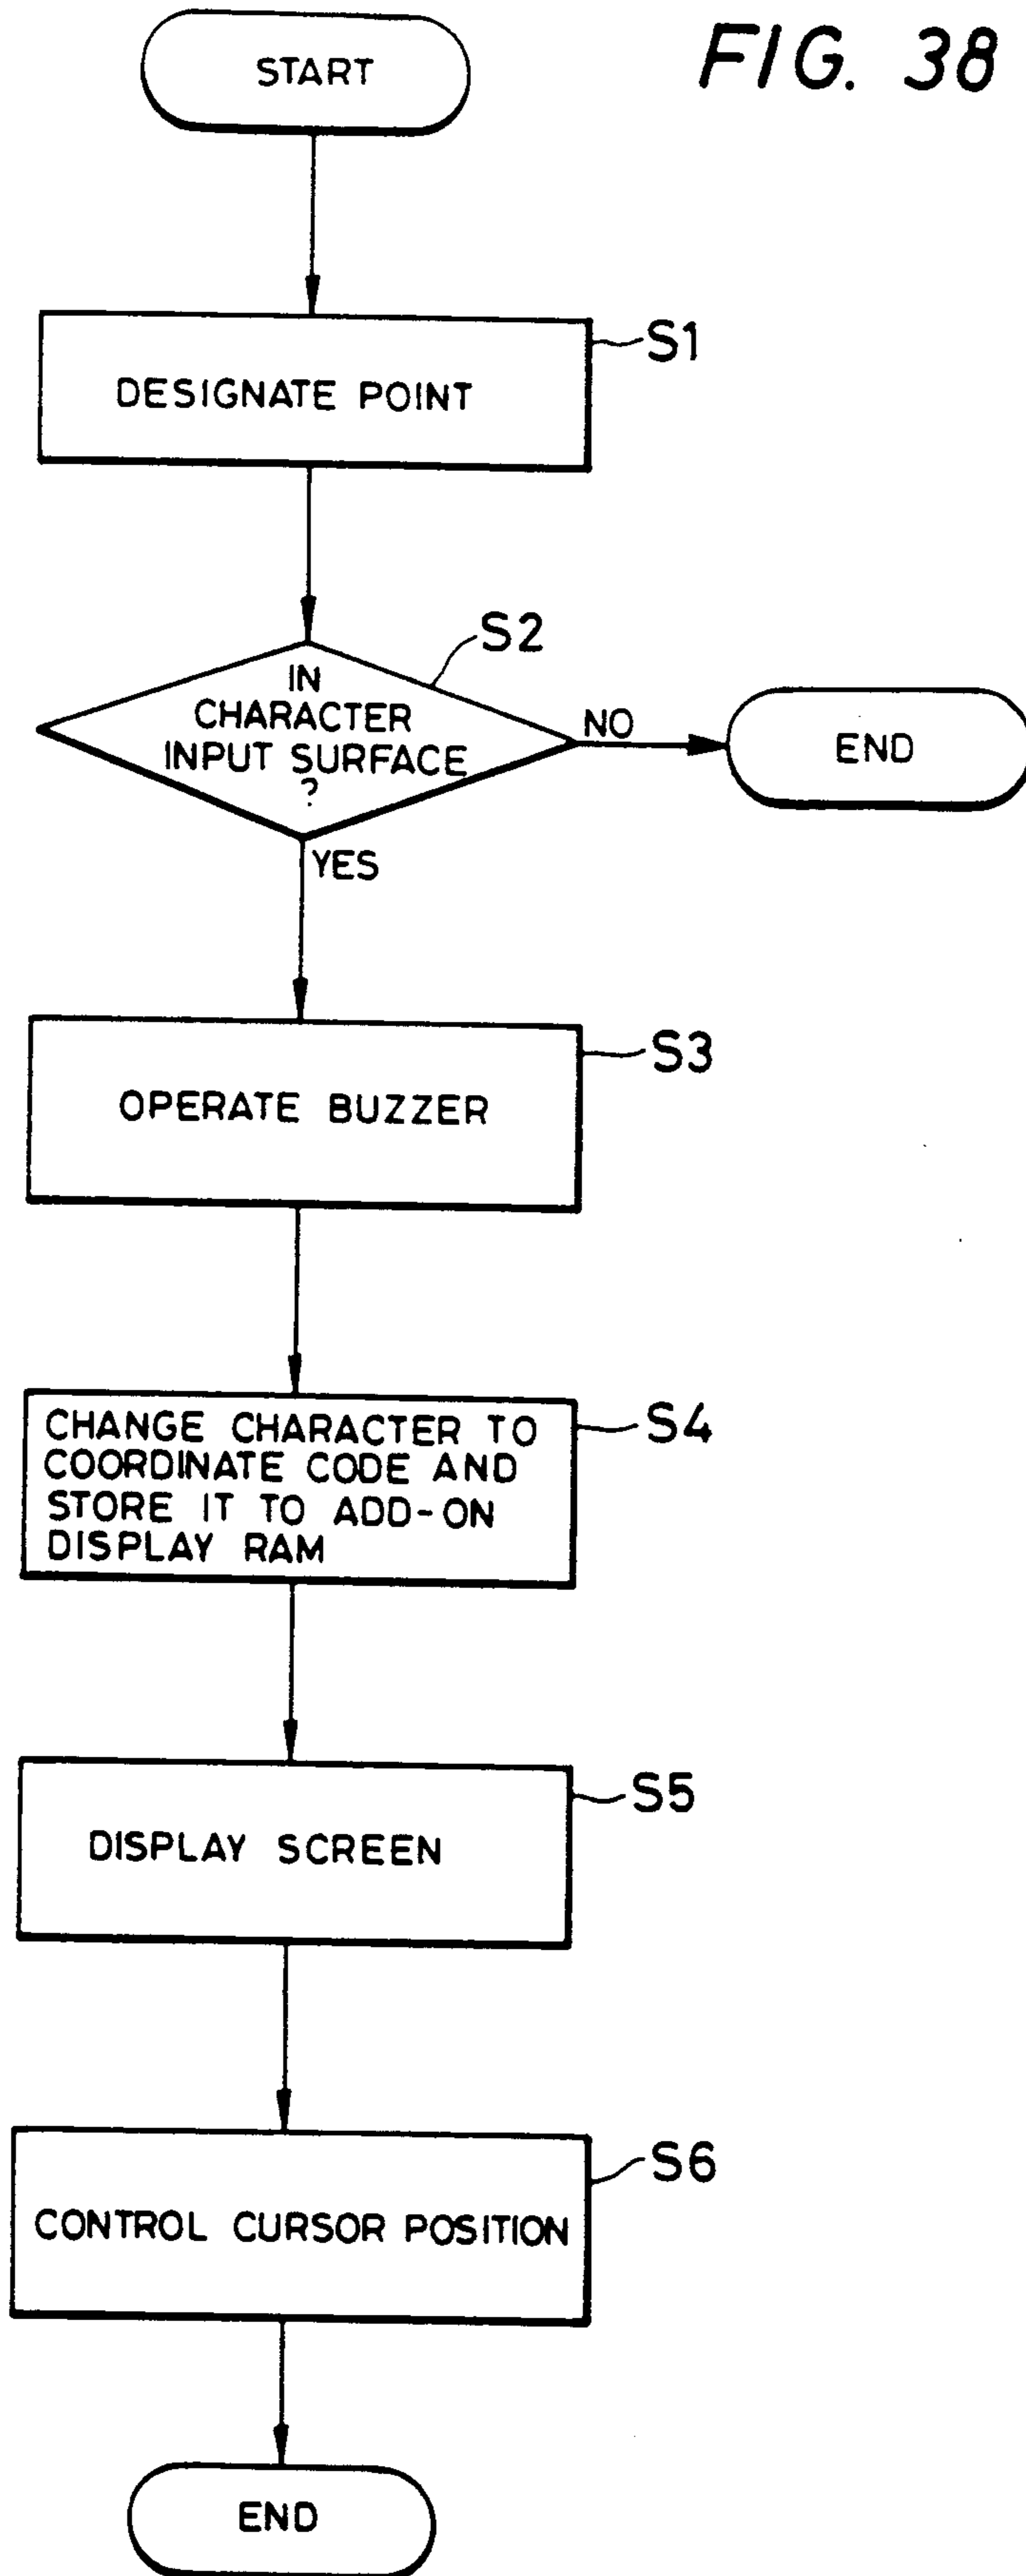 FIG. 38
START
S1
DESIGNATE POINT
S2
IN
CHARACTER
INPUT SURFACE
?
NO
END
YES
S3
OPERATE BUZZER
S4
CHANGE CHARACTER TO
COORDINATE CODE AND
STORE IT TO ADD-ON
DISPLAY RAM
S5
DISPLAY SCREEN
S6
CONTROL CURSOR POSITION
END